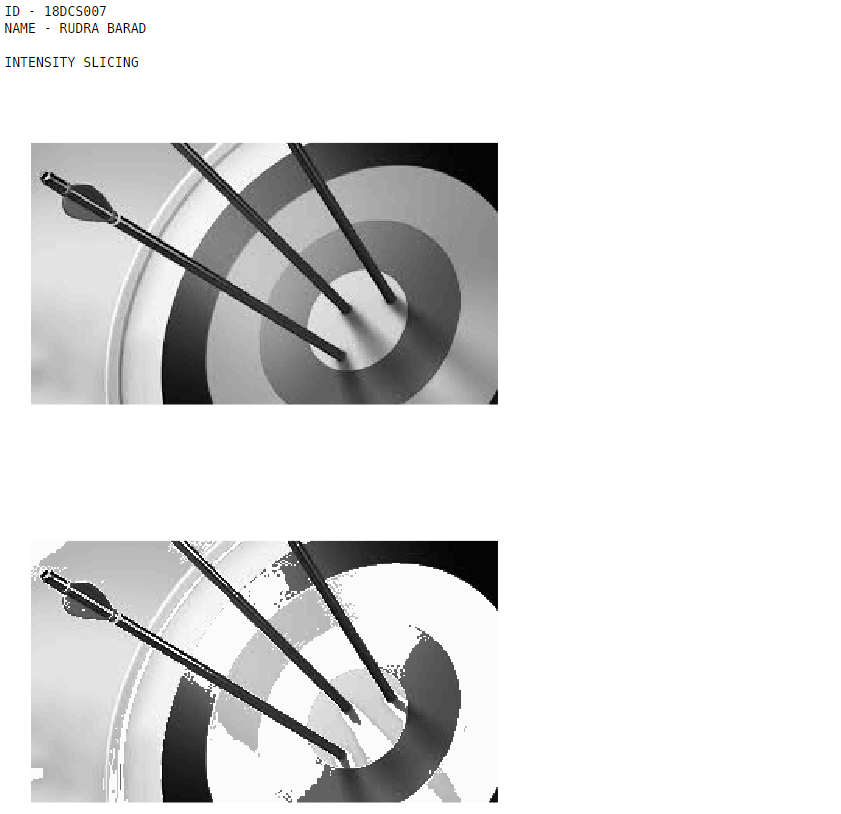 ID - 18DCS007
NAME - RUDRA BARAD
INTENSITY SLICING